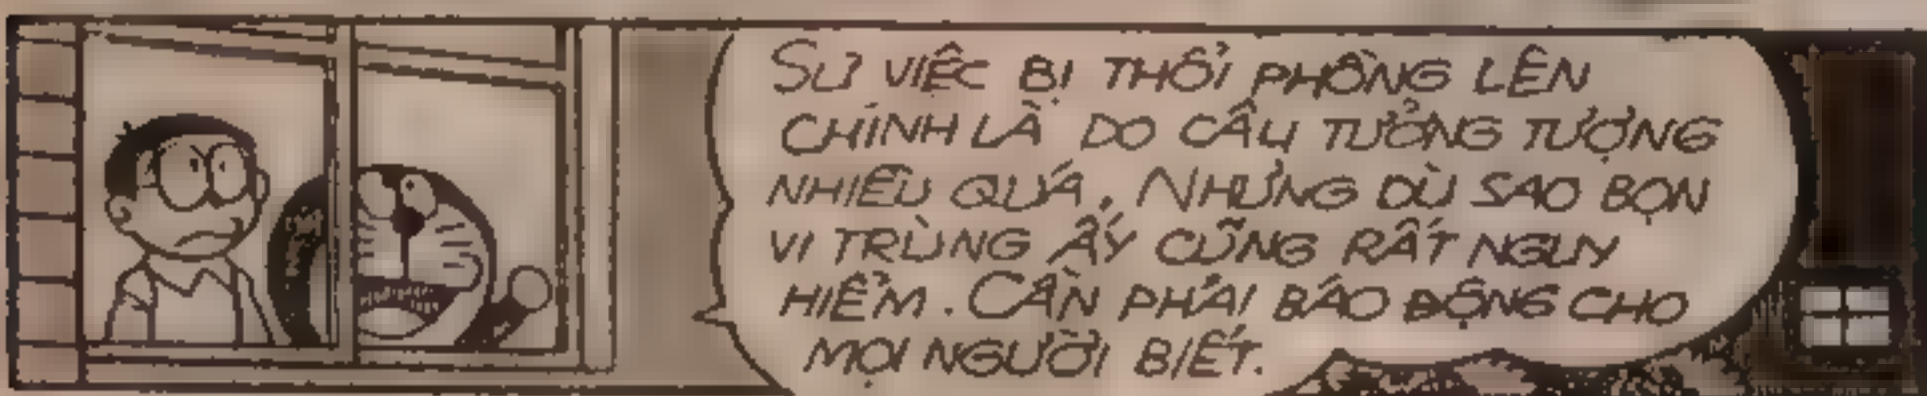 SỰ VIỆC BỊ THỔI PHỒNG LÊN
CHÍNH LÀ DO CẬU TƯỞNG TƯỢNG
NHIỀU QUÁ. NHƯNG DÙ SAO BỌN
VI TRÙNG ẤY CŨNG RẤT NGUY
HIỂM. CẦN PHẢI BÁO ĐỘNG CHO
MỌI NGƯỜI BIẾT.